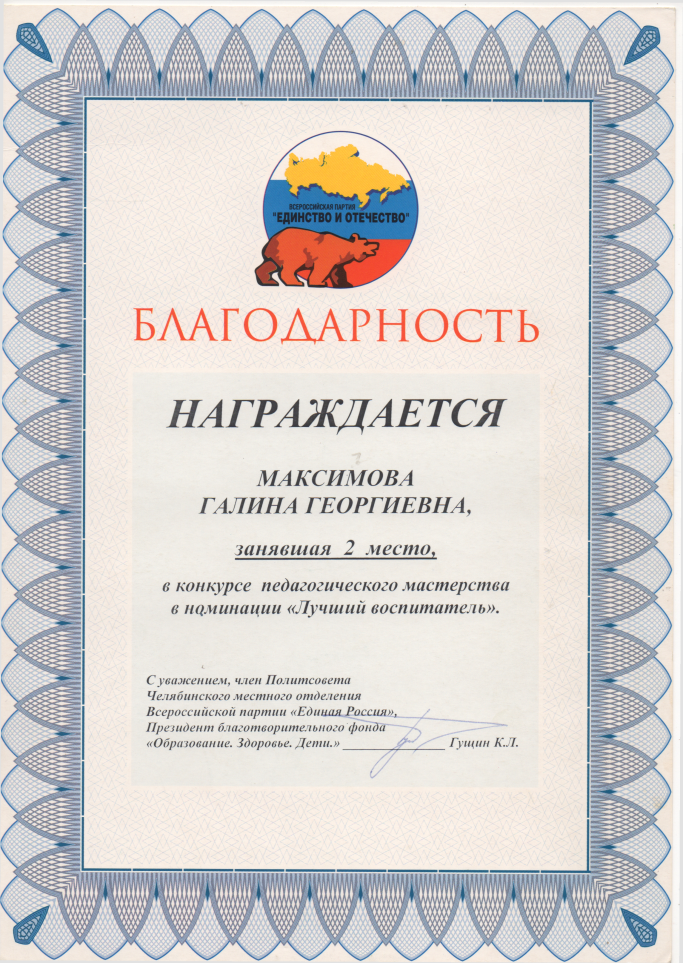 ВСЕРОССИЙСКАЯ ПАРТИЯ
"ЕДИНСТВО И ОТЕЧЕСТВО"
БЛАГОДАРНОСТЬ
НАГРАЖДАЕТСЯ
МАКСИМОВА
ГАЛИНА ГЕОРГИЕВНА,
занявшая 2 место,
в конкурсе педагогического мастерства
в номинации «Лучший воспитатель».
С уважением, член Политсовета
Челябинского местного отделения
Всероссийской партии «Единая Россия»,
Президент благотворительного фонда
«Образование. Здоровье. Дети.» _______________ Гущин К.Л.